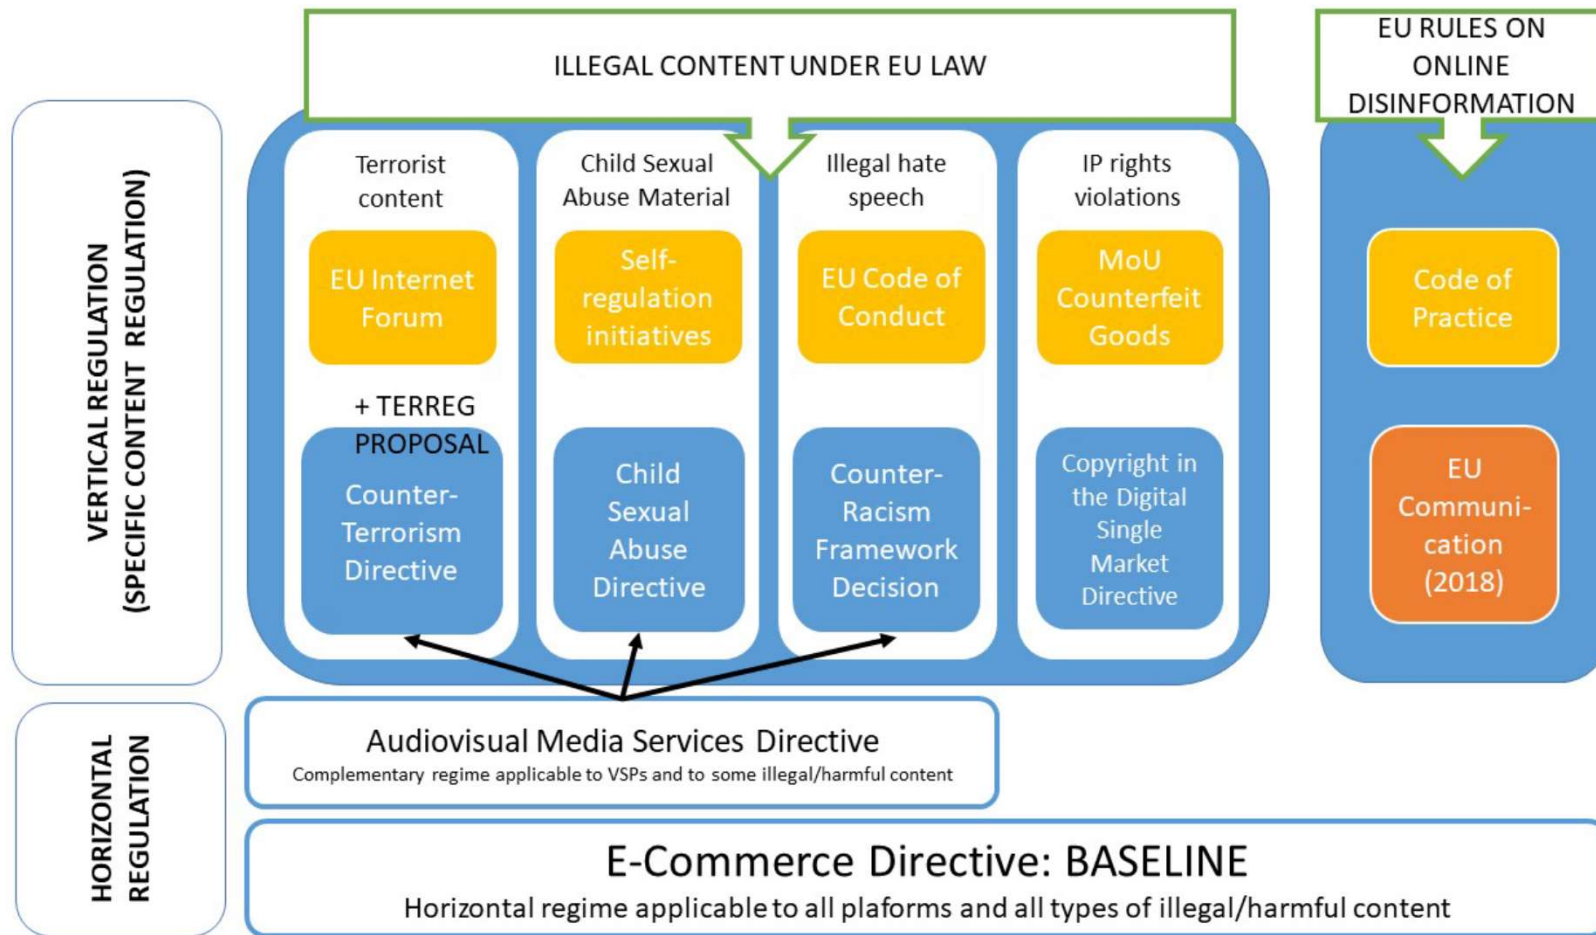 ILLEGAL CONTENT UNDER EU LAW
EU RULES ON
ONLINE
DISINFORMATION
VERTICAL REGULATION
(SPECIFIC CONTENT REGULATION)
Terrorist
content
EU Internet
Forum
+ TERREG
PROPOSAL
Counter-
Terrorism
Directive
Child Sexual
Abuse Material
Self-
regulation
initiatives
Child
Sexual
Abuse
Directive
Illegal hate
speech
EU Code of
Conduct
Counter-
Racism
Framework
Decision
IP rights
violations
MoU
Counterfeit
Goods
Copyright in
the Digital
Single
Market
Directive
Code of
Practice
EU
Communi-
cation
(2018)
HORIZONTAL
REGULATION
Audiovisual Media Services Directive
Complementary regime applicable to VSPs and to some illegal/harmful content
E-Commerce Directive: BASELINE
Horizontal regime applicable to all plaforms and all types of illegal/harmful content